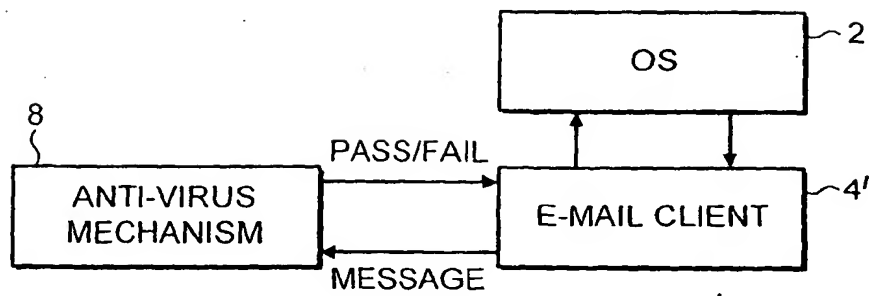 2
OS
8
PASS/FAIL
ANTI-VIRUS
MECHANISM
E-MAIL CLIENT
4'
MESSAGE